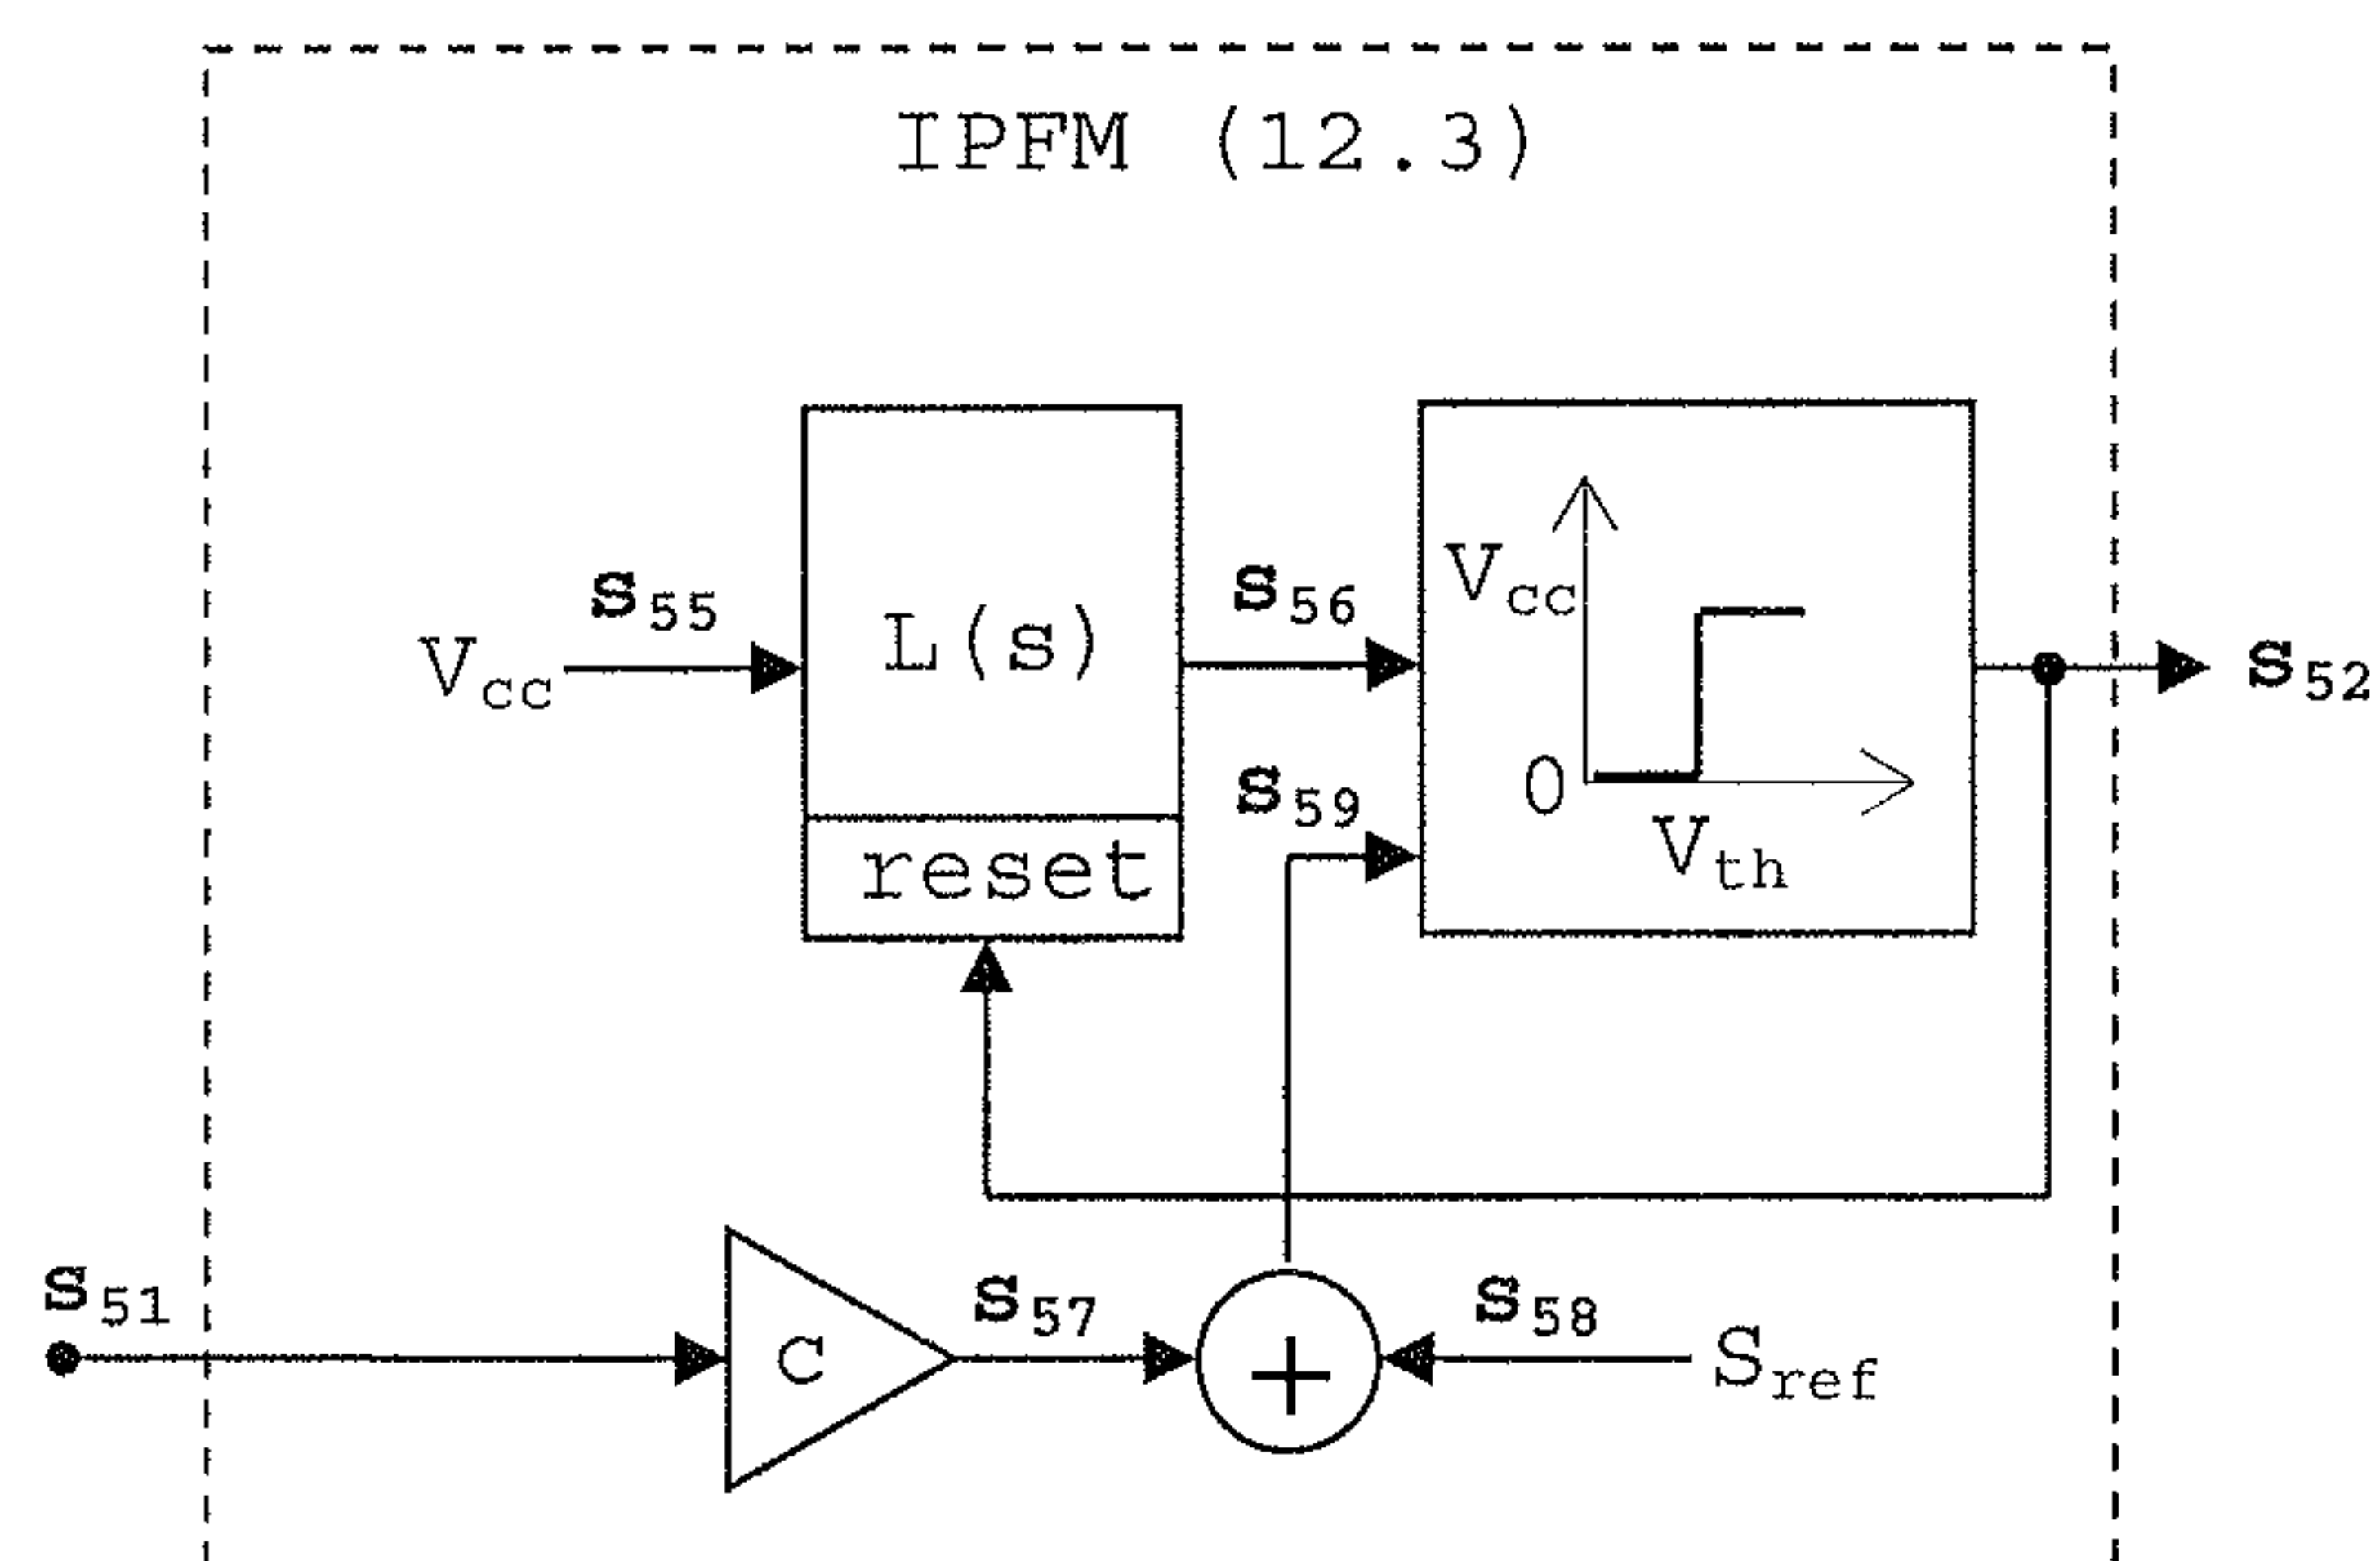 IPFM (12.3)
Vcc
s55
L(s)
reset
s56
s59
Vcc
0
Vth
s52
s51
C
s57
+
s58
Sref